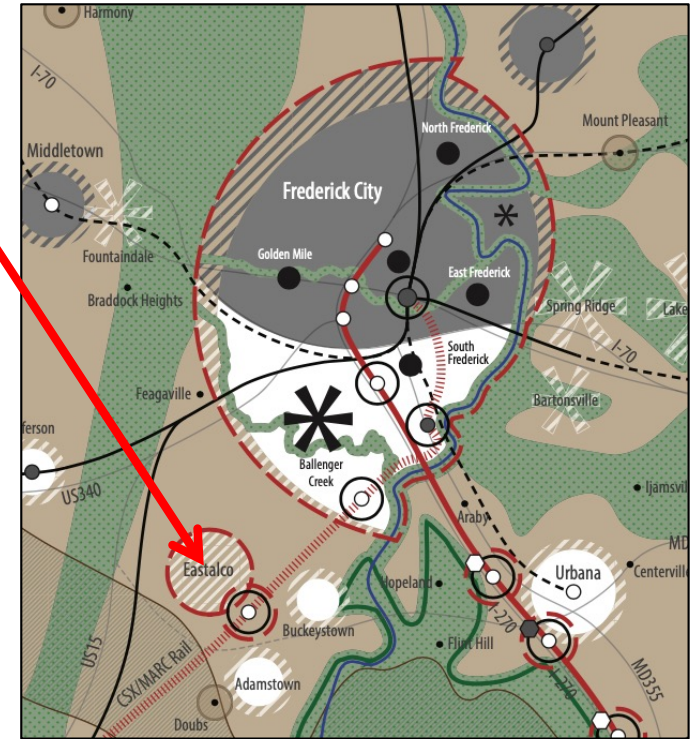 Harmony
I-70
Mount Pleasant
North Frederick
Middletown
Frederick City
Fountaindale
Golden Mile
East Frederick
Braddock Heights
Spring Ridge
Lake
I-70
South
Frederick
Feagaville
Bartonsville
ferson
Ballenger
Creek
US340
Ijamsvil
Araby
MD
Eastalco
Urbana
Centervill
Hopeland
I-270
Buckeystown
Flint Hill
US15
CSX/MARC Rail
Adamstown
I-270
MD355
Doubs